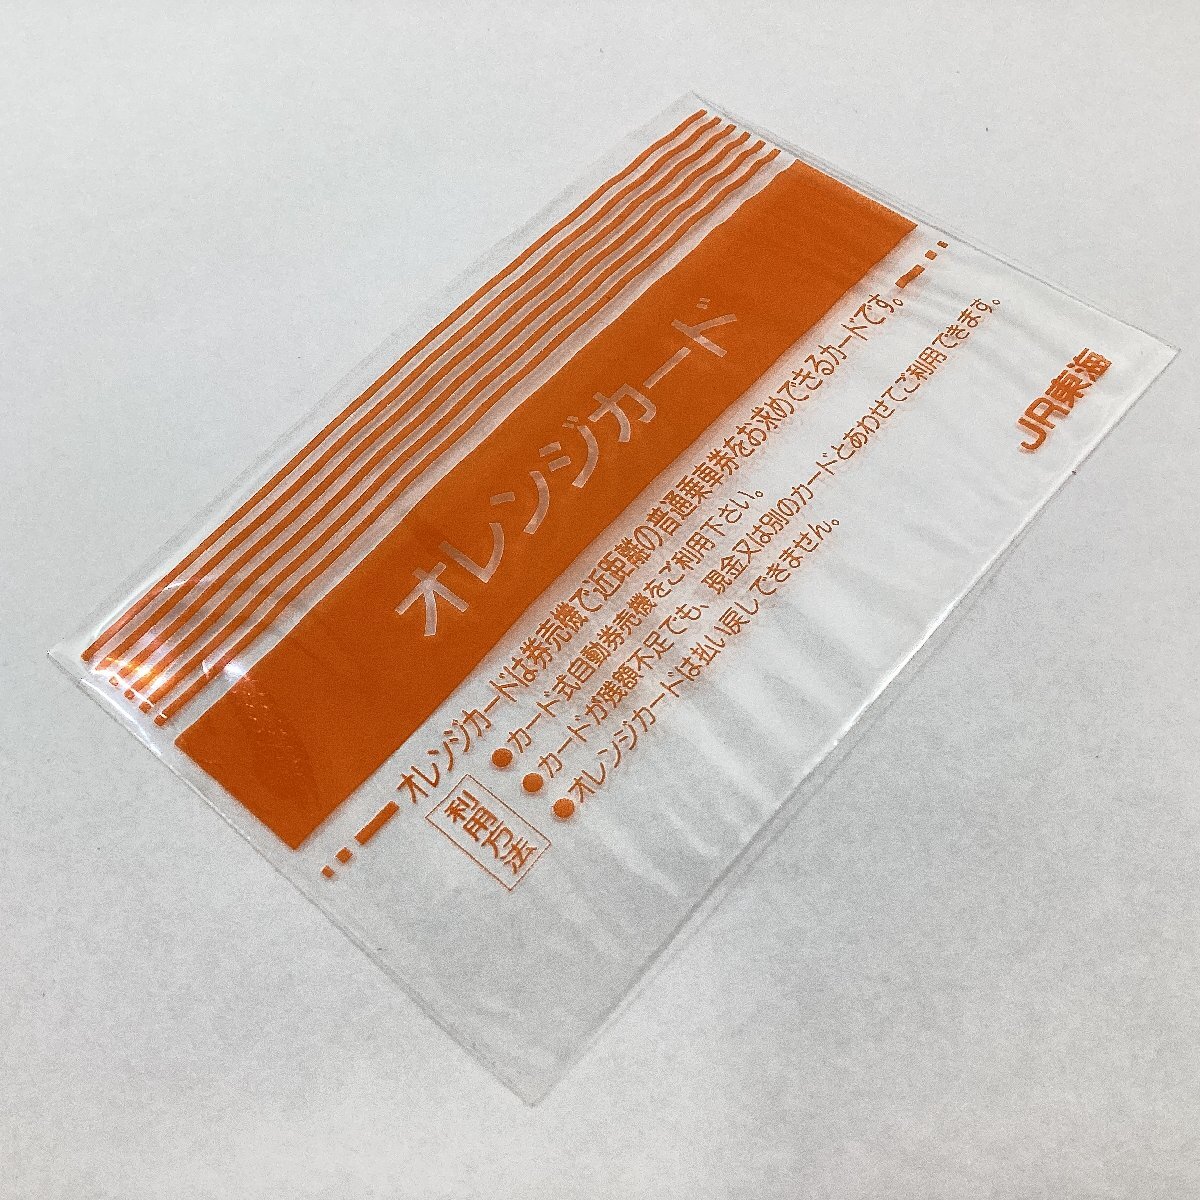 オレンジカード
オレンジカードは券売機で近距離の普通乗車券をお求めできるカードです。
利用方法
●カード式自動券売機をご利用下さい。
●カードが残額不足でも、現金又は別のカードとあわせてご利用できます。
●オレンジカードは払い戻しできません。
JR東海